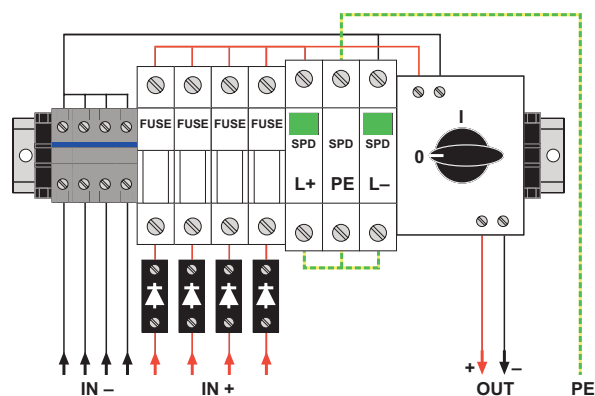 FUSE FUSE FUSE FUSE
SPD SPD SPD
L+ PE L–
I
0
+ –
IN – IN + OUT PE